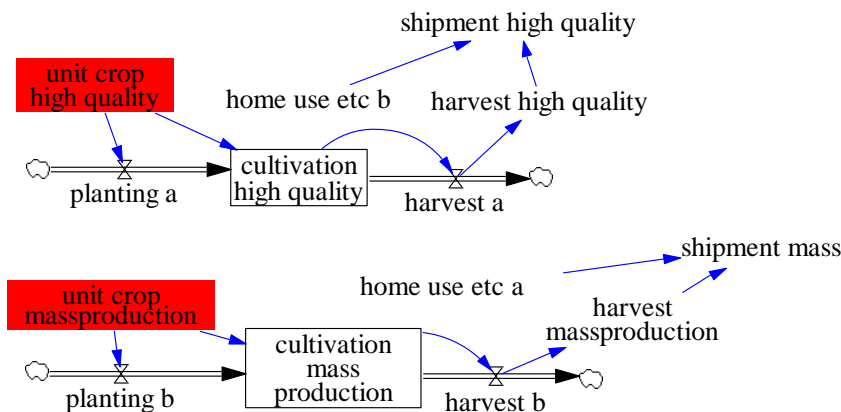 shipment high quality
unit crop
high quality
home use etc b
harvest high quality
cultivation
high quality
planting a
harvest a
shipment mass
home use etc a
unit crop
massproduction
harvest
massproduction
cultivation
mass
production
planting b
harvest b